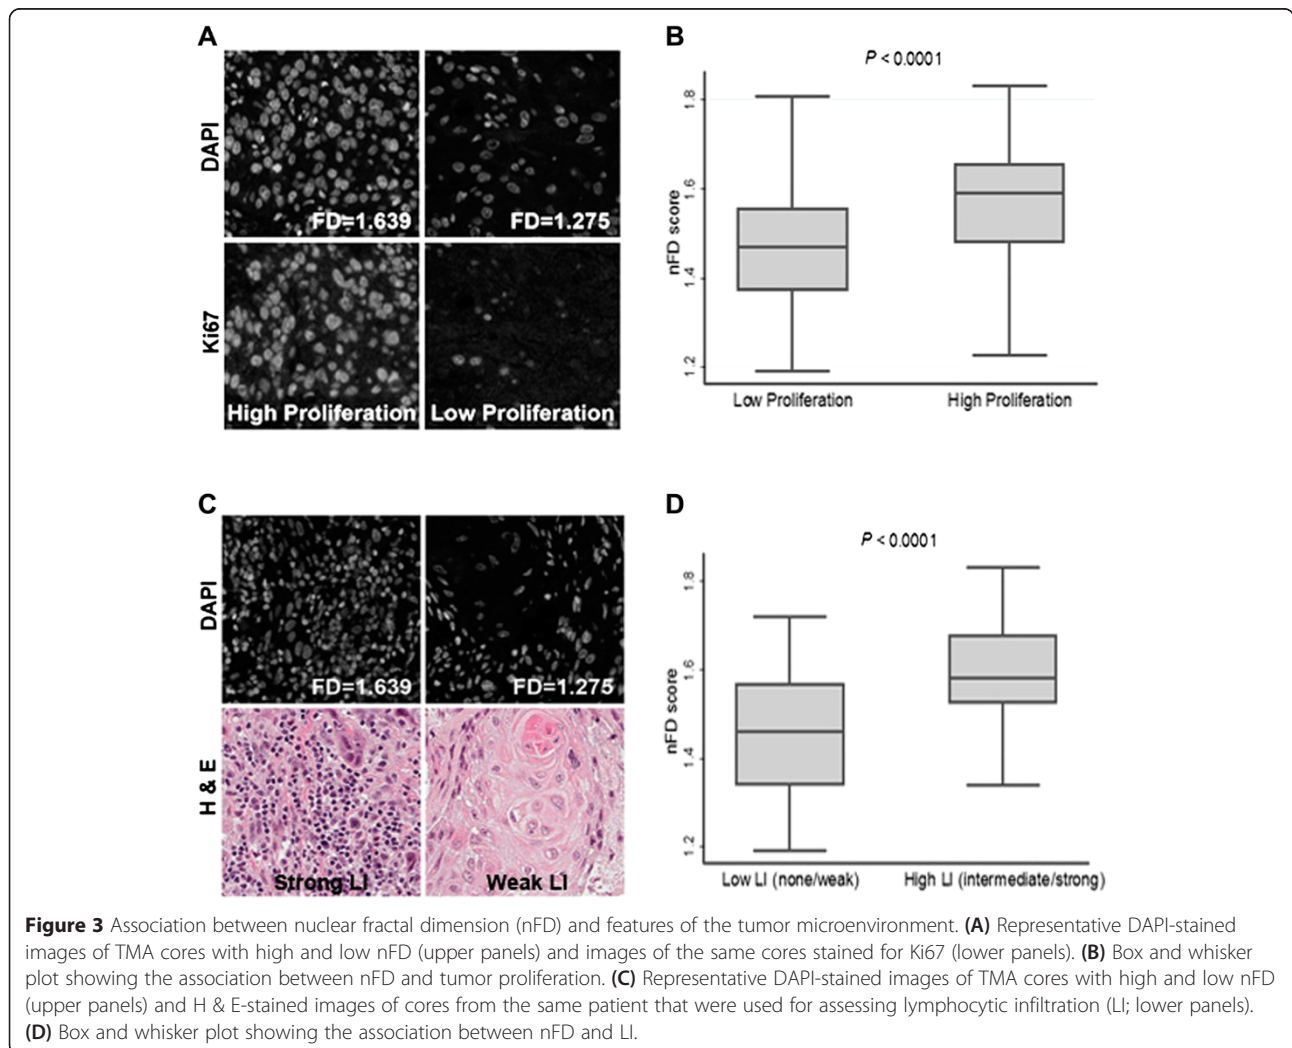 A
DAPI
FD=1.639
FD=1.275
Ki67
High Proliferation
Low Proliferation
B
P < 0.0001
nFD score
1.8
1.6
1.4
1.2
Low Proliferation
High Proliferation
C
DAPI
FD=1.639
FD=1.275
H & E
Strong LI
Weak LI
D
P < 0.0001
nFD score
1.8
1.6
1.4
1.2
Low LI (none/weak)
High LI (intermediate/strong)
Figure 3 Association between nuclear fractal dimension (nFD) and features of the tumor microenvironment. (A) Representative DAPI-stained
images of TMA cores with high and low nFD (upper panels) and images of the same cores stained for Ki67 (lower panels). (B) Box and whisker
plot showing the association between nFD and tumor proliferation. (C) Representative DAPI-stained images of TMA cores with high and low nFD
(upper panels) and H & E-stained images of cores from the same patient that were used for assessing lymphocytic infiltration (LI; lower panels).
(D) Box and whisker plot showing the association between nFD and LI.